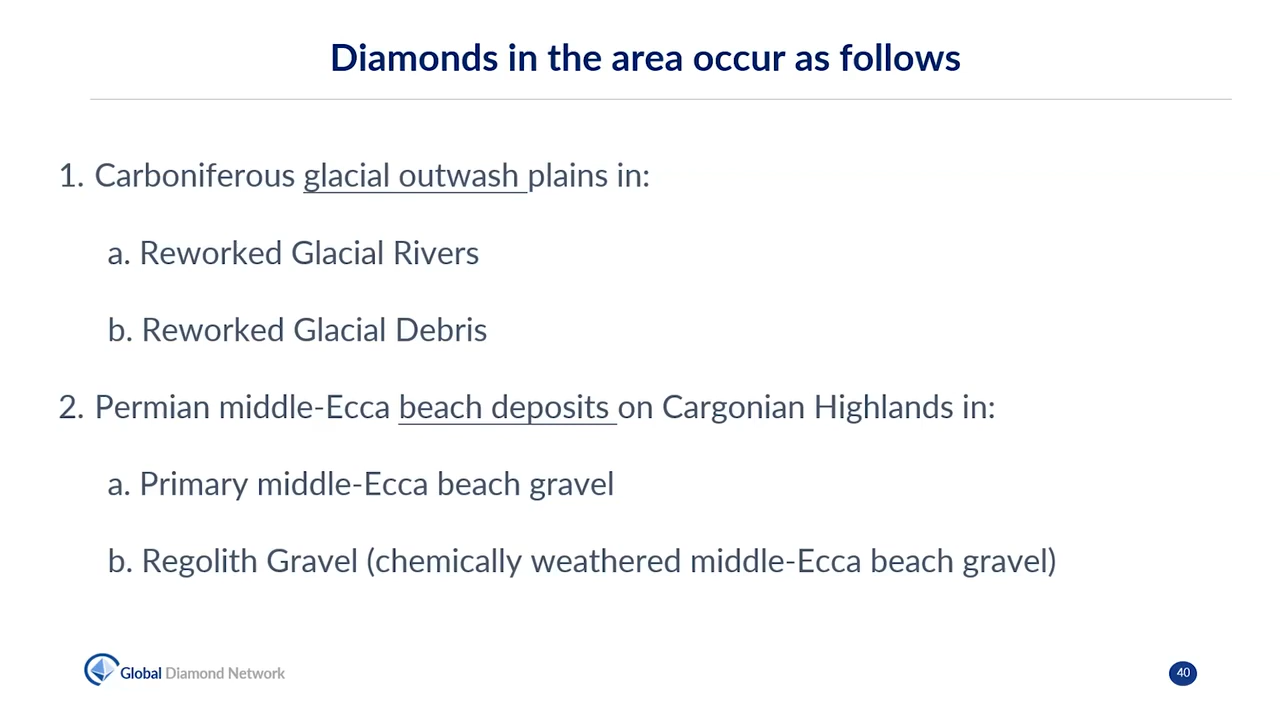 Diamonds in the area occur as follows
1. Carboniferous glacial outwash plains in:
a. Reworked Glacial Rivers
b. Reworked Glacial Debris
2. Permian middle-Ecca beach deposits on Cargonian Highlands in:
a. Primary middle-Ecca beach gravel
b. Regolith Gravel (chemically weathered middle-Ecca beach gravel)
Global Diamond Network
40